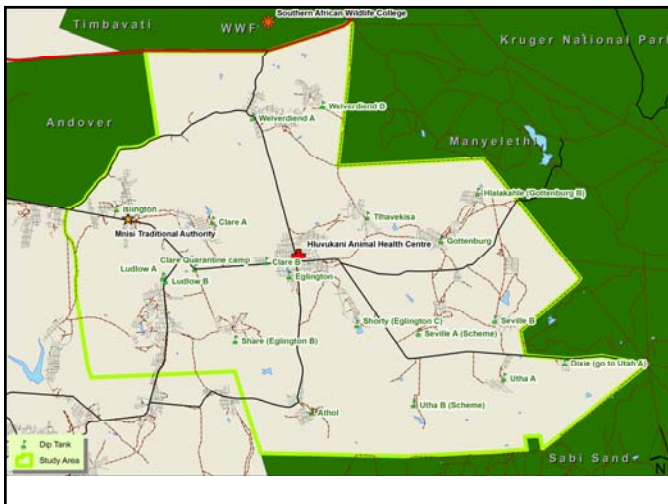 Southern African Wildlife College
Timbavati
WWF
Kruger National Park
Welverdiend B
Welverdiend A
Andover
Manyelethi
Hlalakahle (Gottenburg B)
Islington
Clare A
Tlhavekisa
Mnisi Traditional Authority
Gottenburg
Hluvukani Animal Health Centre
Clare Quarantine camp
Clare B
Ludlow A
Ludlow B
Eglington
Shorty (Eglington C)
Seville B
Seville A (Scheme)
Share (Eglington B)
Dixie (go to Utah A)
Utha A
Utha B (Scheme)
Athol
Dip Tank
Study Area
Sabi Sand
N